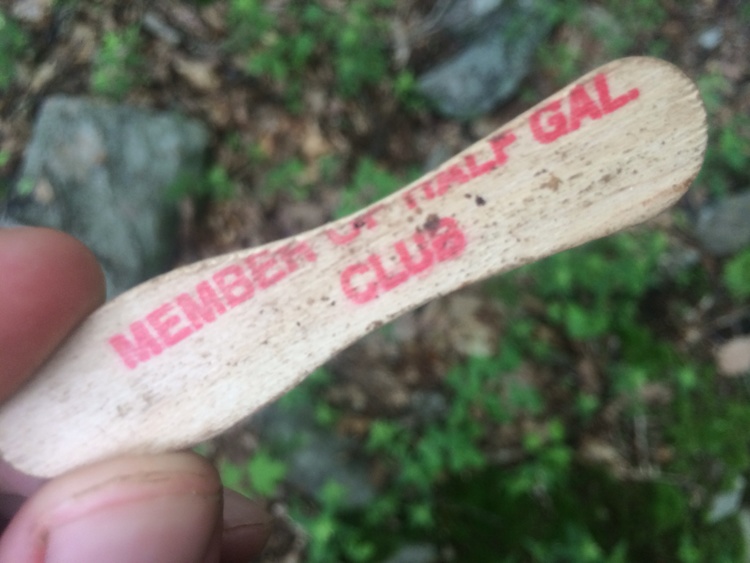 MEMBER OF HALF GAL.
CLUB